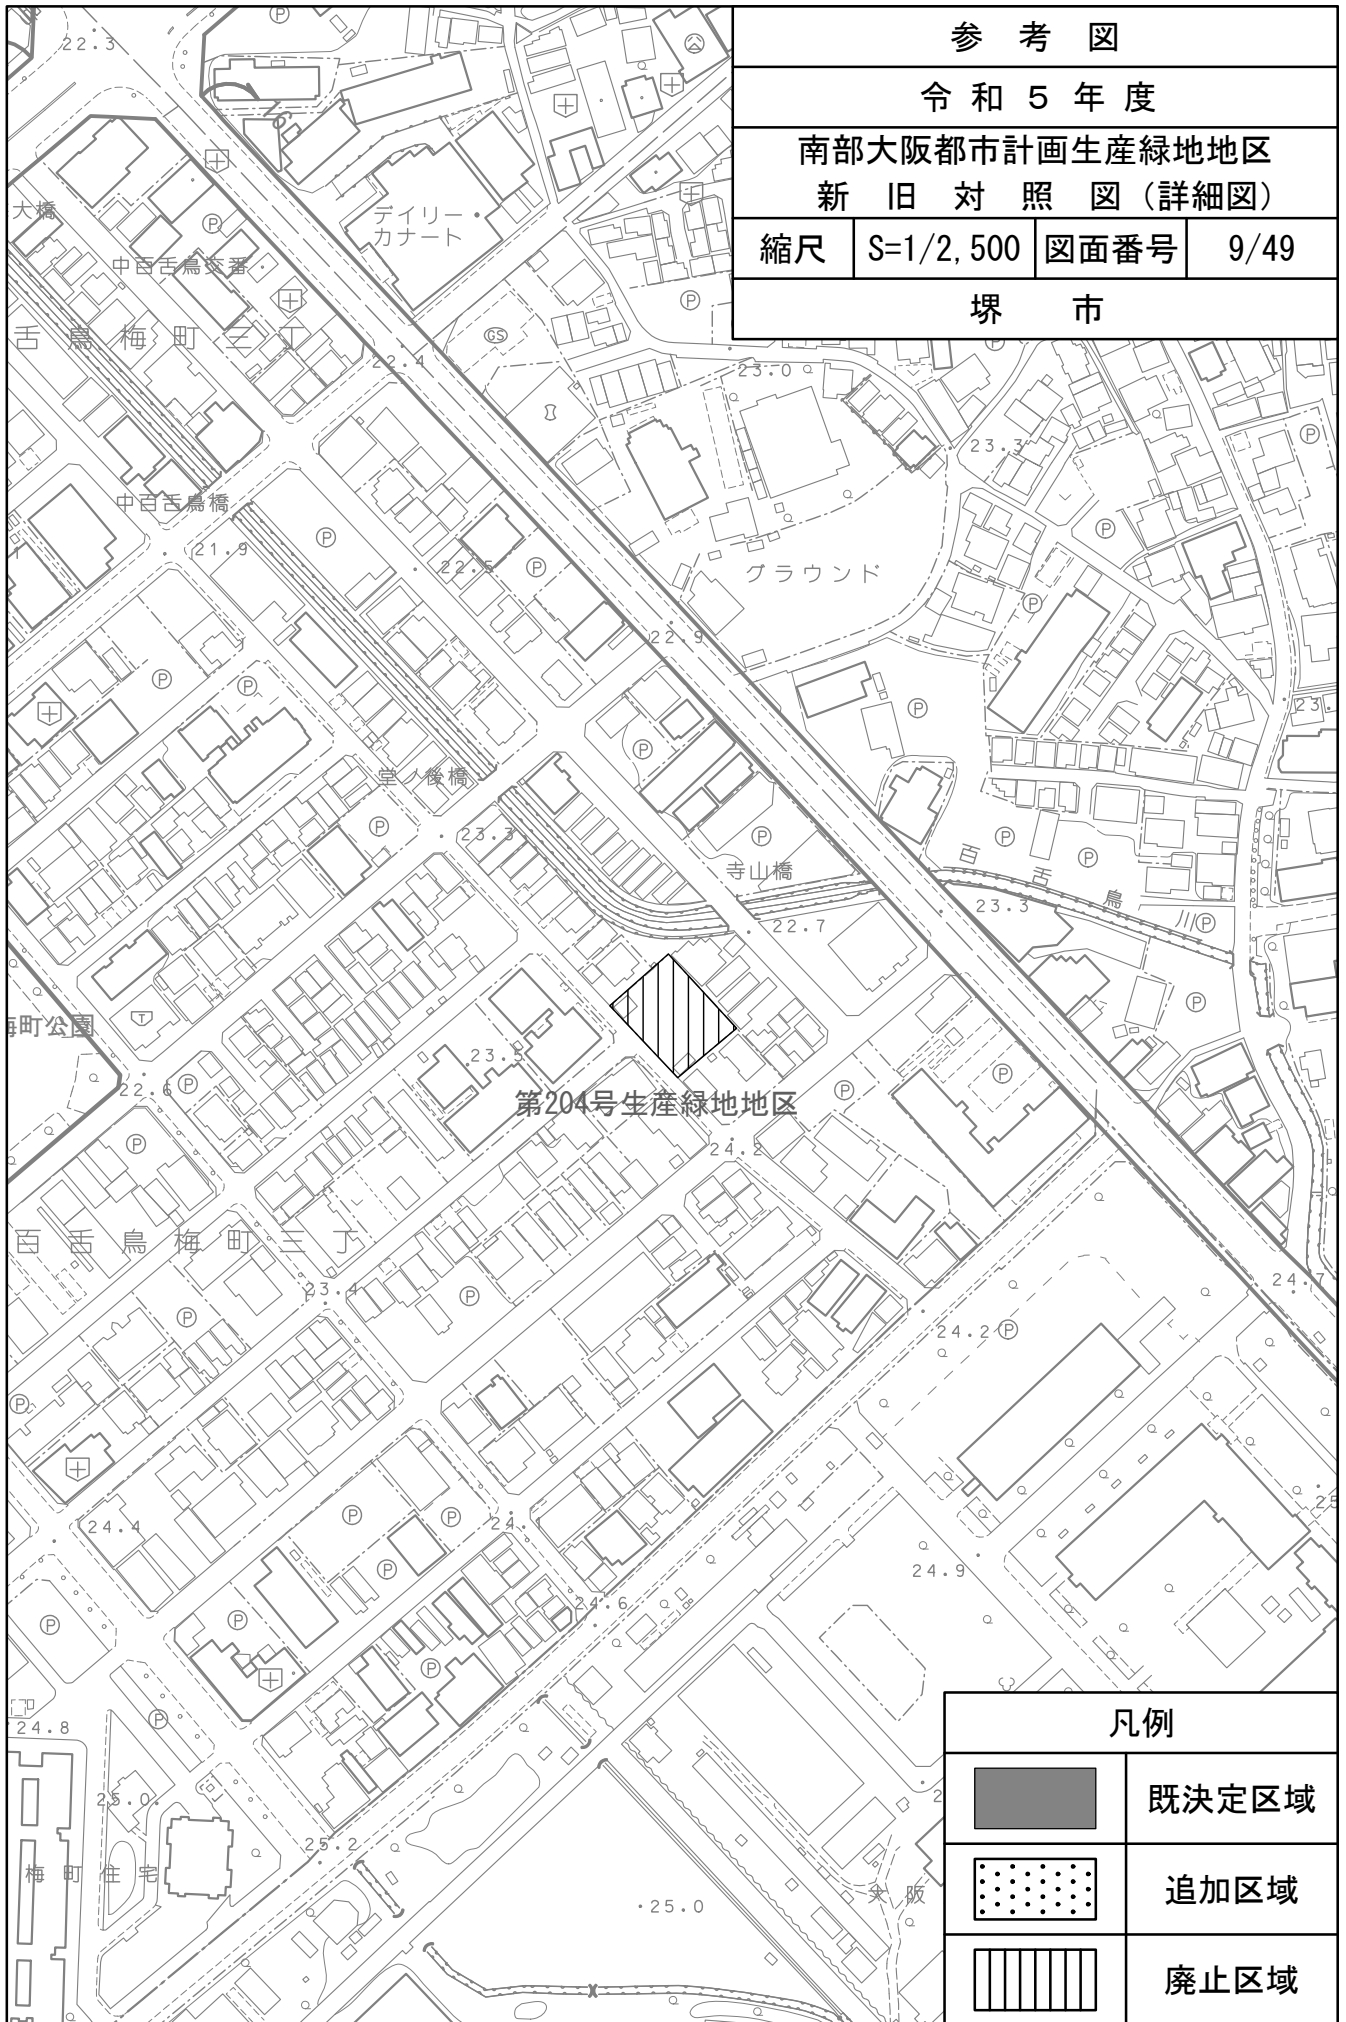 参考図
令和5年度
南部大阪都市計画生産緑地地区
新旧対照図(詳細図)
縮尺 S=1/2,500 図面番号 9/49
堺市
22.3
大橋
デイリー・
カナート
中百舌鳥交番
舌鳥梅町三丁
GS
22.4
23.0
23.3
中百舌鳥橋
21.9
22.5
グラウンド
22.9
23.
堂ノ後橋
23.3
寺山橋
百舌鳥川
23.3
22.7
梅町公園
23.5
22.6
第204号生産緑地地区
24.2
百舌鳥梅町三丁
23.4
24.7
24.2
24.4
24.1
25
24.9
24.6
24.8
25.0
25.2
梅町住宅
大阪
25.0
凡例
既決定区域
追加区域
廃止区域